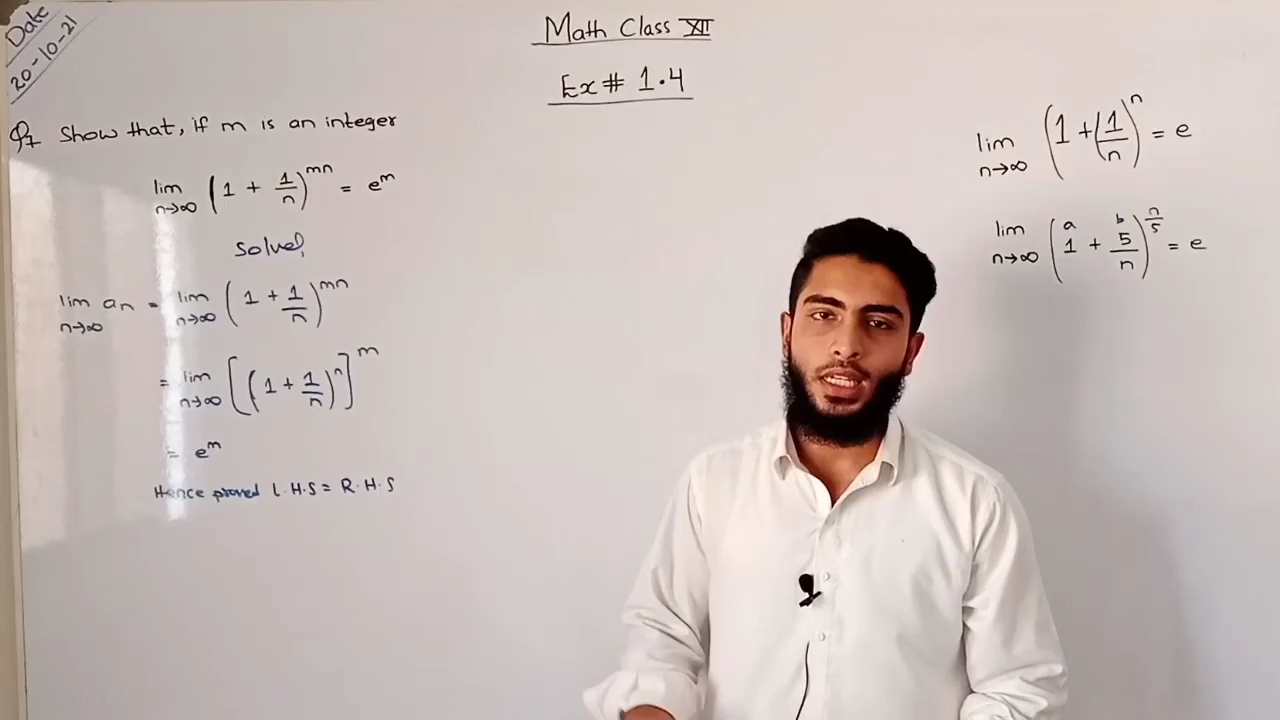 Date
20-10-21
Math Class XII
Ex# 1.4
Q7 Show that, if m is an integer
lim n→∞ (1 + 1/n)^mn = e^m
Solve,
lim n→∞ an = lim n→∞ (1 + 1/n)^mn
= lim n→∞ [(1 + 1/n)^n]^m
= e^m
Hence proved L.H.S = R.H.S
lim n→∞ (1 + (1/n)^n = e
a b
lim n→∞ (1 + 5/n)^n/5 = e